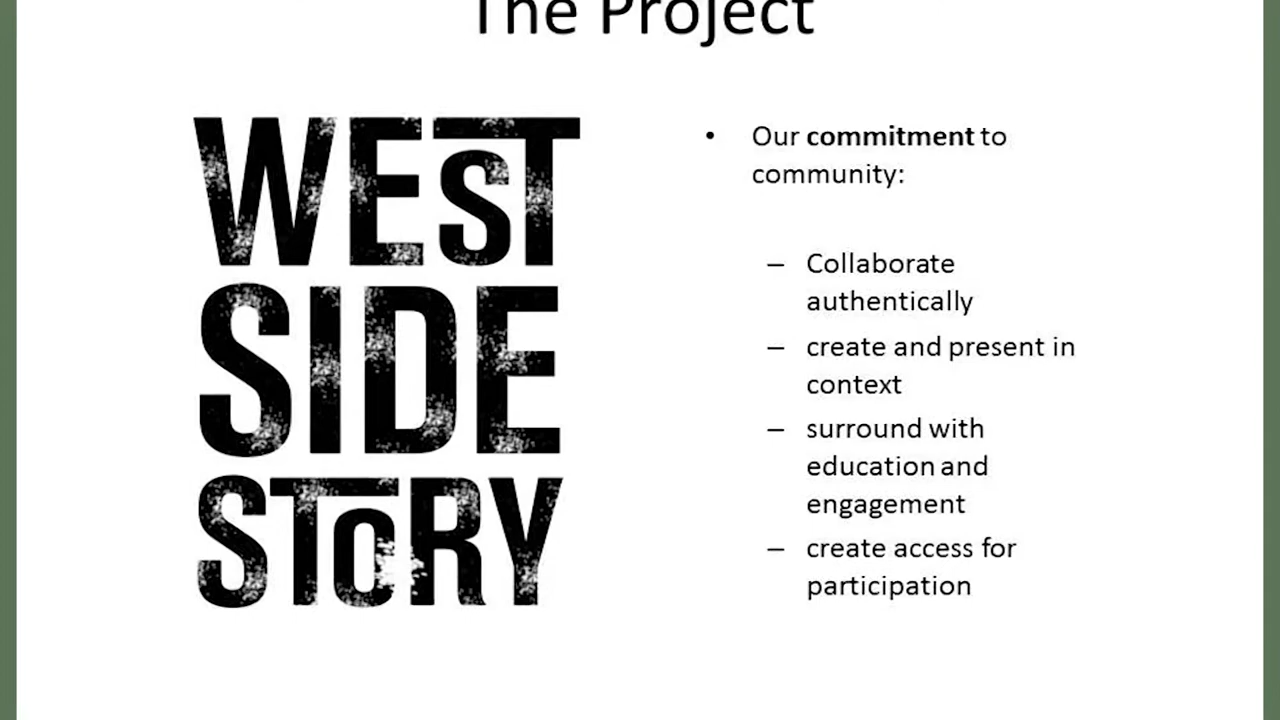 The Project
WEST
SIDE
STORY
• Our commitment to
community:
– Collaborate
authentically
– create and present in
context
– surround with
education and
engagement
– create access for
participation